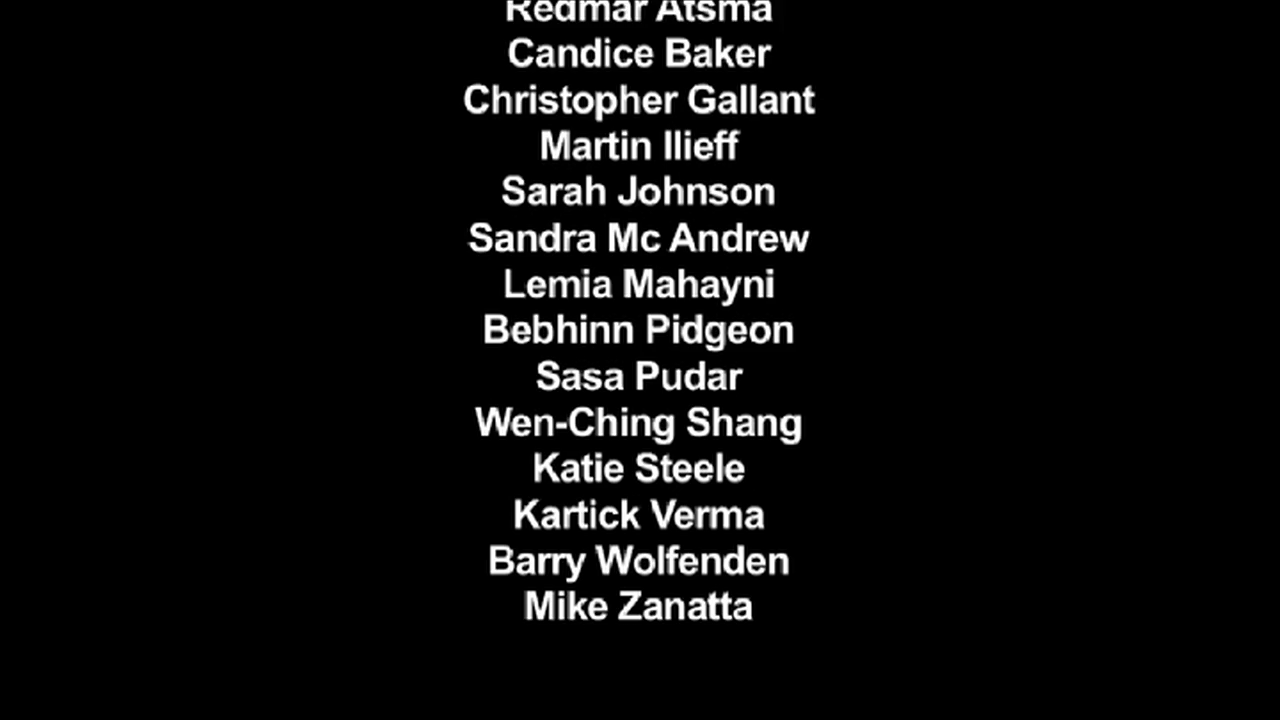 Redmar Atsma
Candice Baker
Christopher Gallant
Martin Ilieff
Sarah Johnson
Sandra Mc Andrew
Lemia Mahayni
Bebhinn Pidgeon
Sasa Pudar
Wen-Ching Shang
Katie Steele
Kartick Verma
Barry Wolfenden
Mike Zanatta